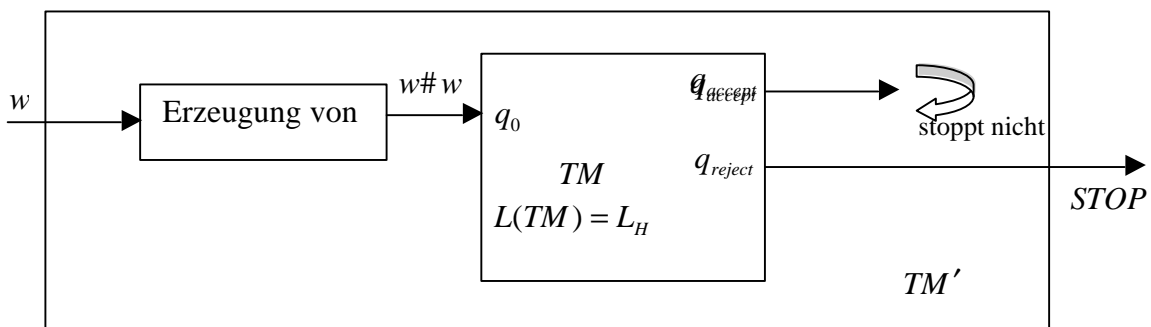 w
Erzeugung von
w# w
q0
qaccept
stoppt nicht
qreject
TM
L(TM) = LH
STOP
TM′